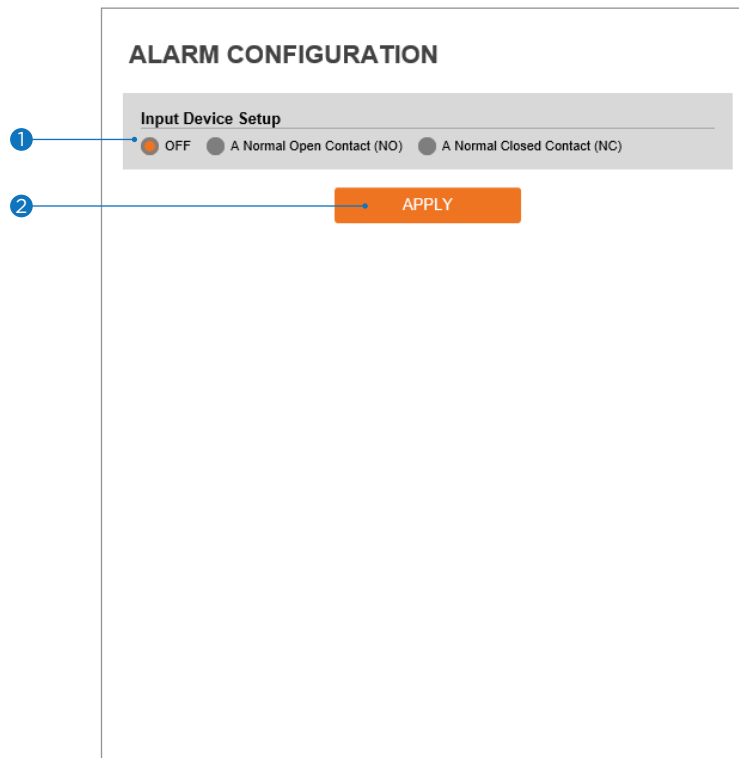 ALARM CONFIGURATION
Input Device Setup
1
OFF A Normal Open Contact (NO) A Normal Closed Contact (NC)
2 APPLY